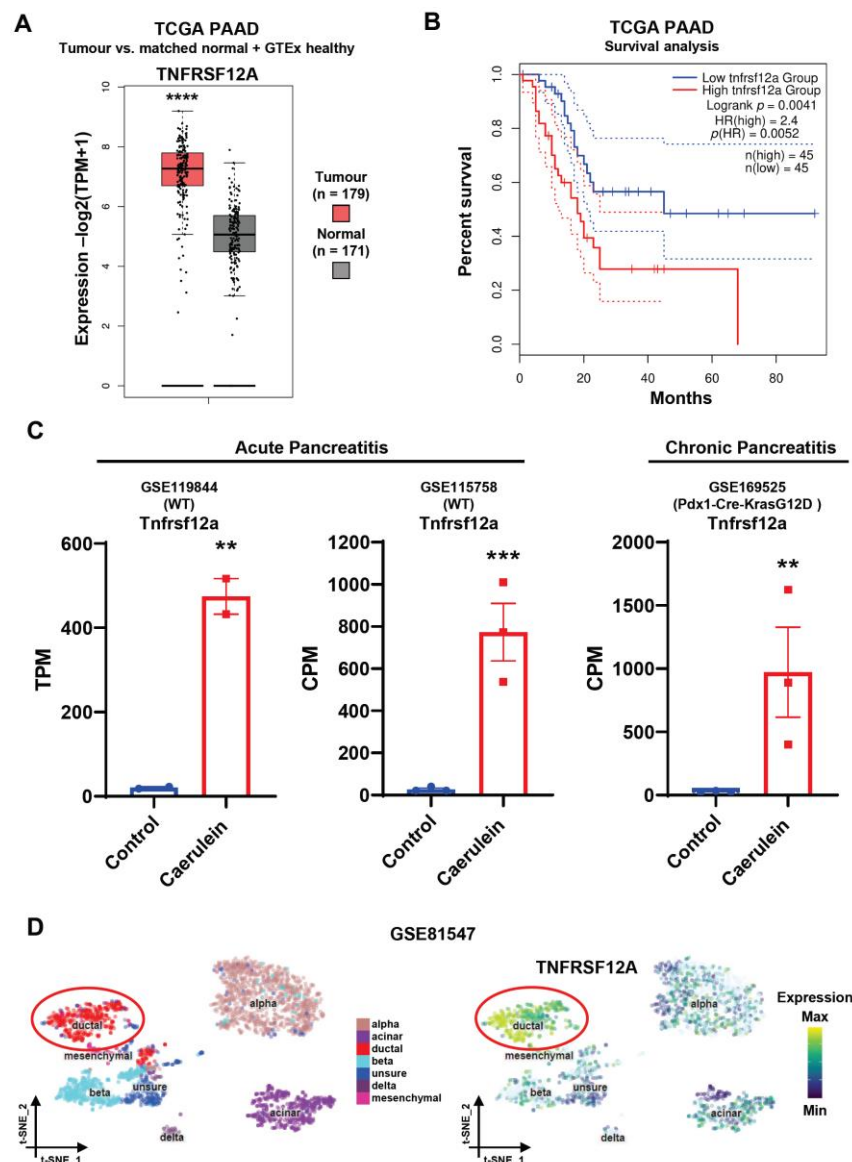 A
TCGA PAAD
Tumour vs. matched normal + GTEx healthy
TNFRSF12A
****
Expression –log2(TPM+1)
10
8
6
4
2
0
Tumour
(n = 179)
Normal
(n = 171)
B
TCGA PAAD
Survival analysis
Low tnfrsf12a Group
High tnfrsf12a Group
Logrank p = 0.0041
HR(high) = 2.4
p(HR) = 0.0052
n(high) = 45
n(low) = 45
Percent survval
1.0
0.8
0.6
0.4
0.2
0.0
0 20 40 60 80
Months
C
Acute Pancreatitis
Chronic Pancreatitis
GSE119844
(WT)
Tnfrsf12a
**
TPM
600
400
200
0
Control
Caerulein
GSE115758
(WT)
Tnfrsf12a
***
CPM
1200
1000
800
600
400
200
0
Control
Caerulein
GSE169525
(Pdx1-Cre-KrasG12D )
Tnfrsf12a
**
CPM
2000
1500
1000
500
0
Control
Caerulein
D
GSE81547
ductal
mesenchymal
beta
unsure
delta
alpha
acinar
t-SNE_2
t-SNE_1
alpha
acinar
ductal
beta
unsure
delta
mesenchymal
TNFRSF12A
ductal
mesenchymal
beta
unsure
delta
alpha
acinar
t-SNE_2
t-SNE_1
Expression
Max
Min